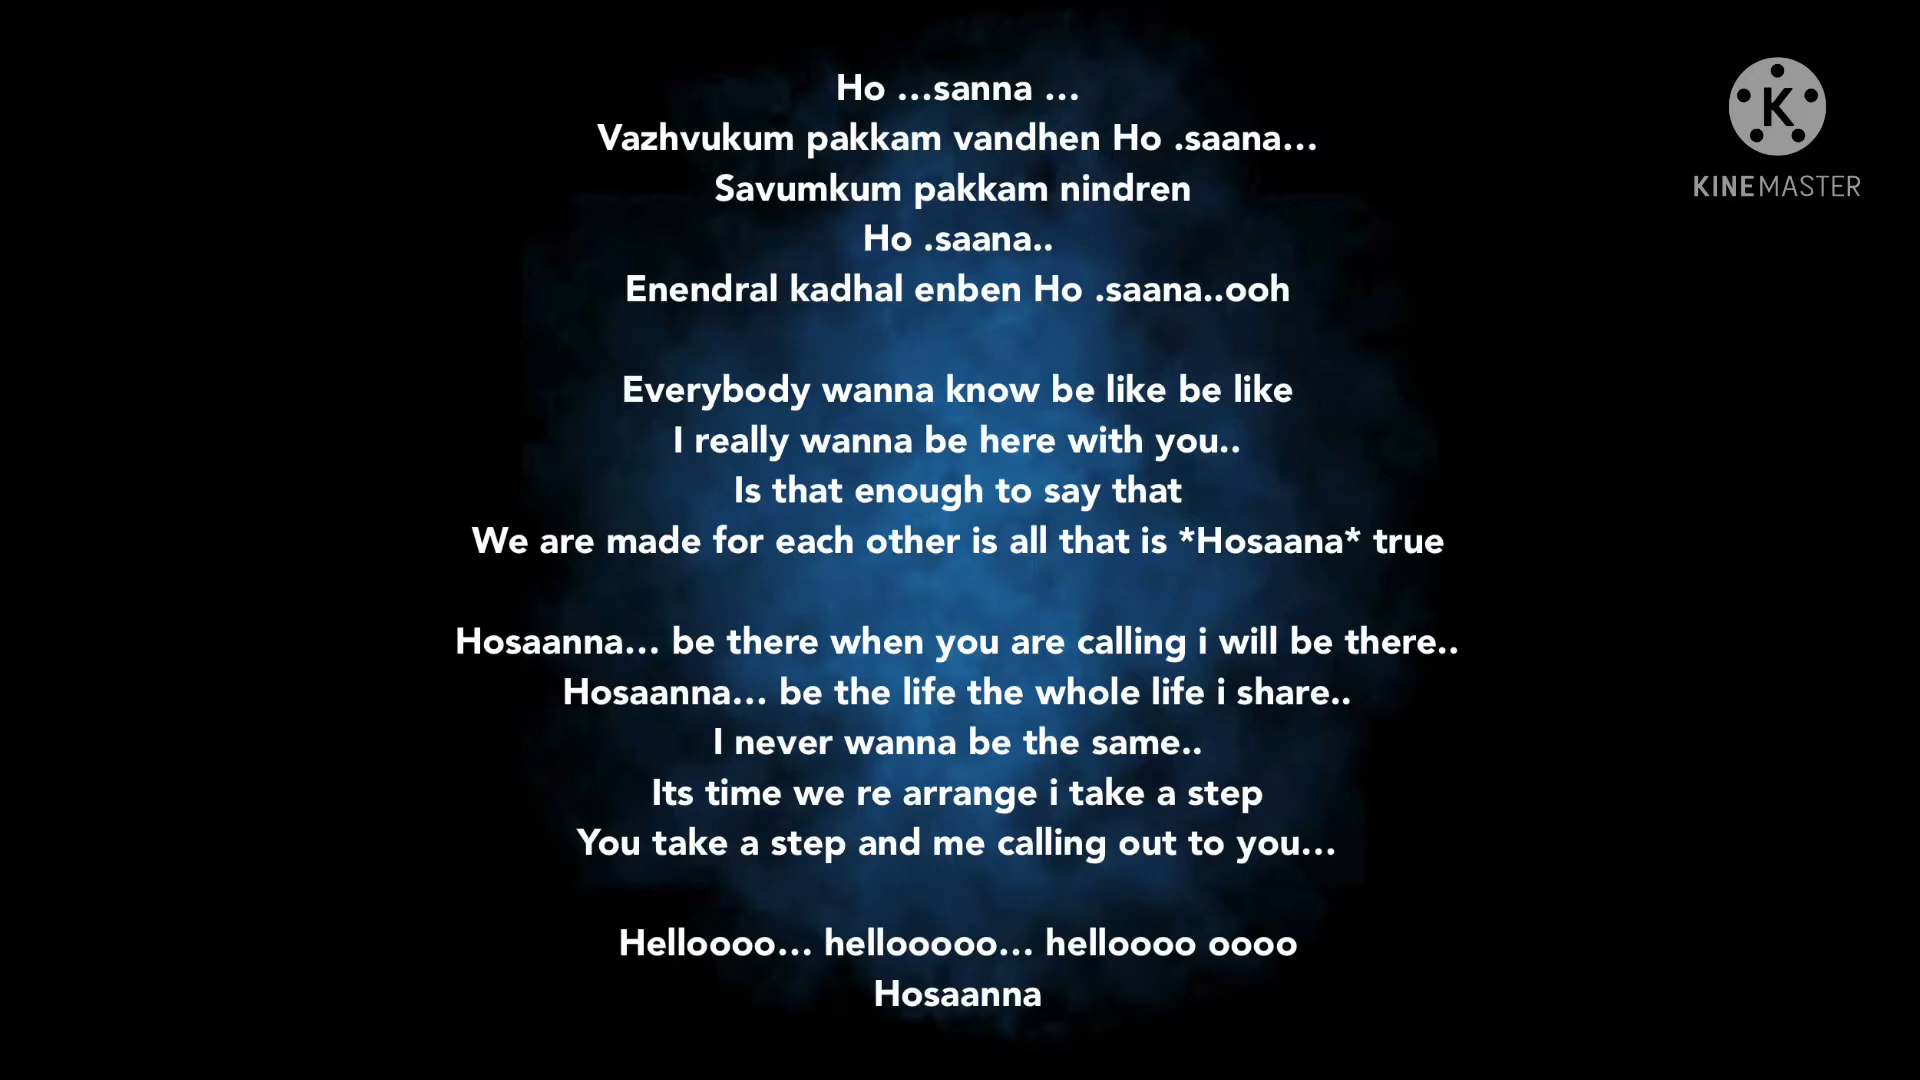 Ho ...sanna ...
Vazhvukum pakkam vandhen Ho .saana...
Savumkum pakkam nindren
Ho .saana..
Enendral kadhal enben Ho .saana..ooh
Everybody wanna know be like be like
I really wanna be here with you..
Is that enough to say that
We are made for each other is all that is *Hosaana* true
Hosaanna... be there when you are calling i will be there..
Hosaanna... be the life the whole life i share..
I never wanna be the same..
Its time we re arrange i take a step
You take a step and me calling out to you...
Helloooo... hellooooo... helloooo oooo
Hosaanna
K
KINEMASTER